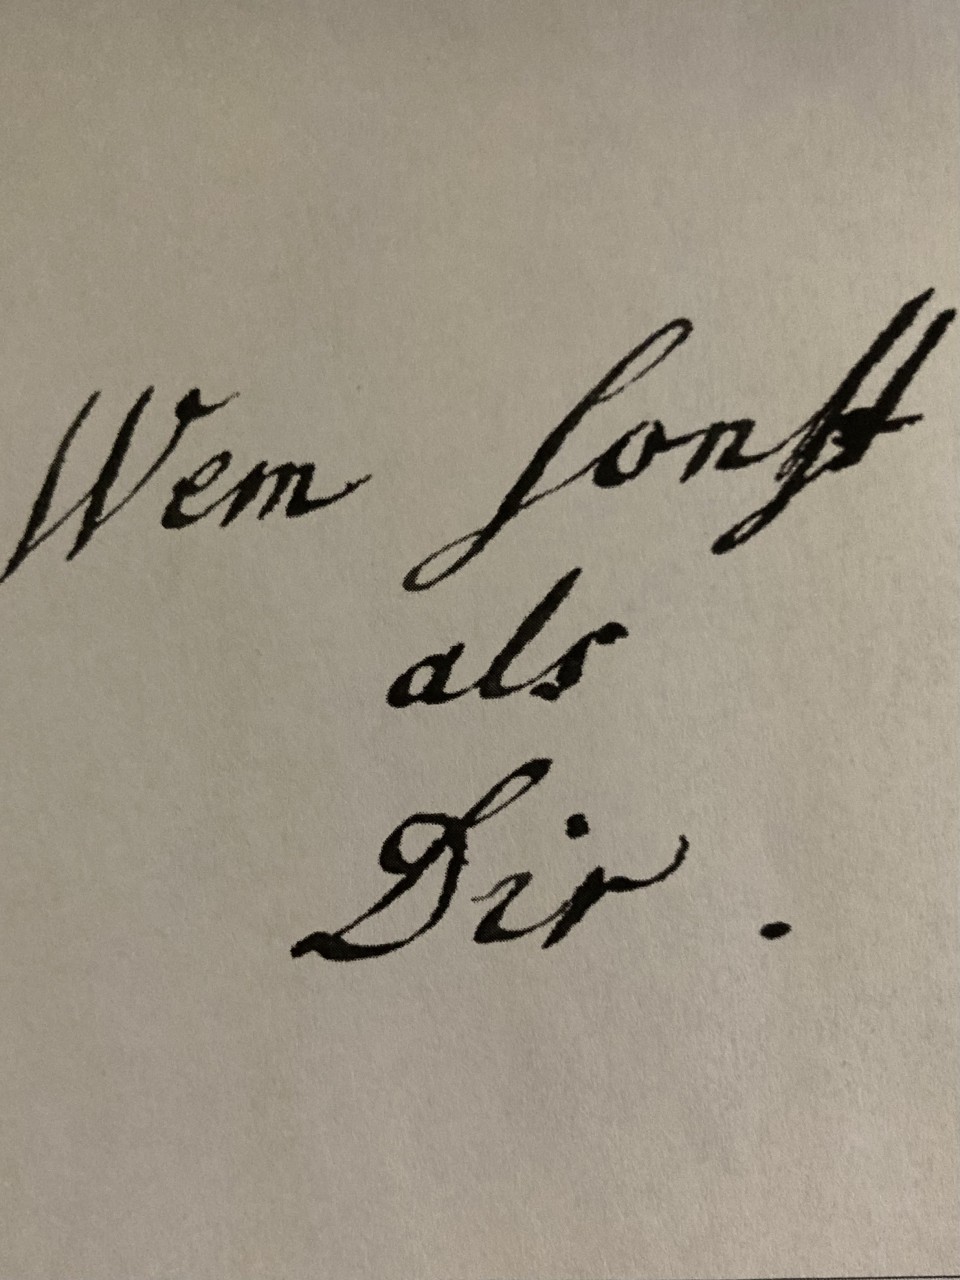 Wem sonst
als
Dir.